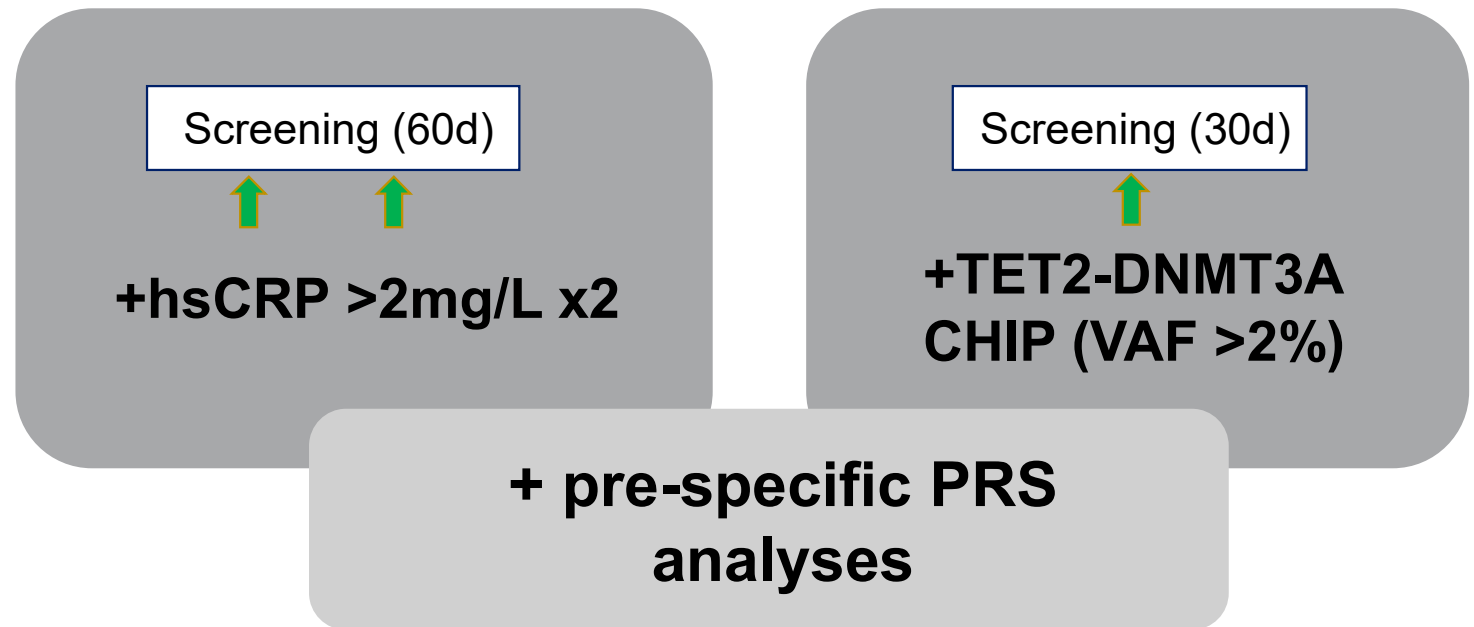 Screening (60d)
+hsCRP >2mg/L x2
Screening (30d)
+TET2-DNMT3A
CHIP (VAF >2%)
+ pre-specific PRS
analyses